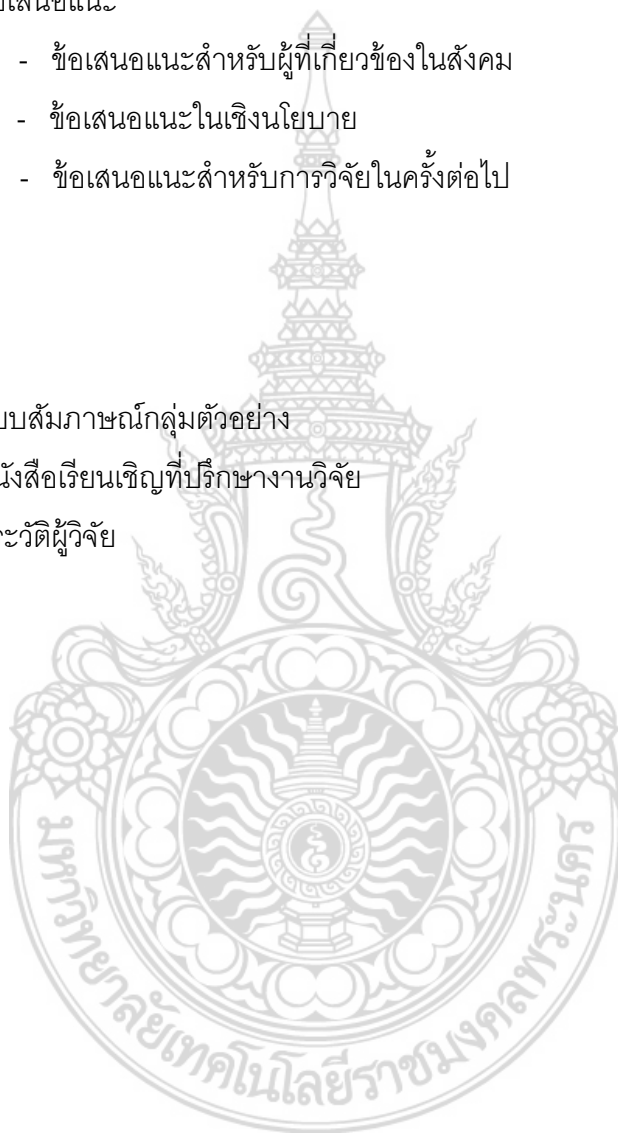 - ข้อเสนอแนะสำหรับผู้ที่เกี่ยวข้องในสังคม
- ข้อเสนอแนะในเชิงนโยบาย
- ข้อเสนอแนะสำหรับการวิจัยในครั้งต่อไป
บบสัมภาษณ์กลุ่มตัวอย่าง
นังสือเรียนเชิญที่ปรึกษางานวิจัย
ะวัติผู้วิจัย
มหาวิทยาลัยเทคโนโลยีราชมงคลพระนคร